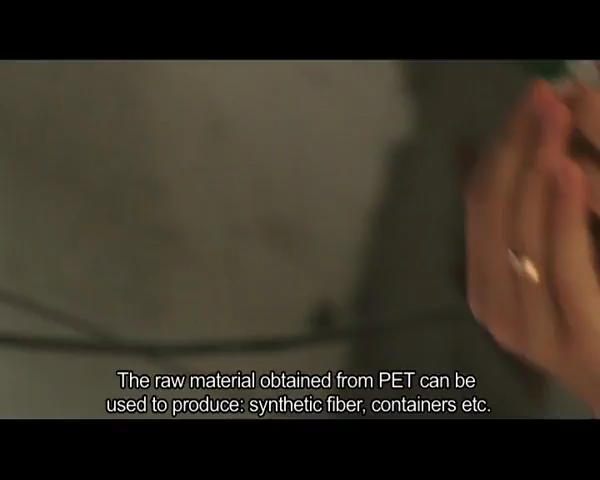 The raw material obtained from PET can be
used to produce: synthetic fiber, containers etc.